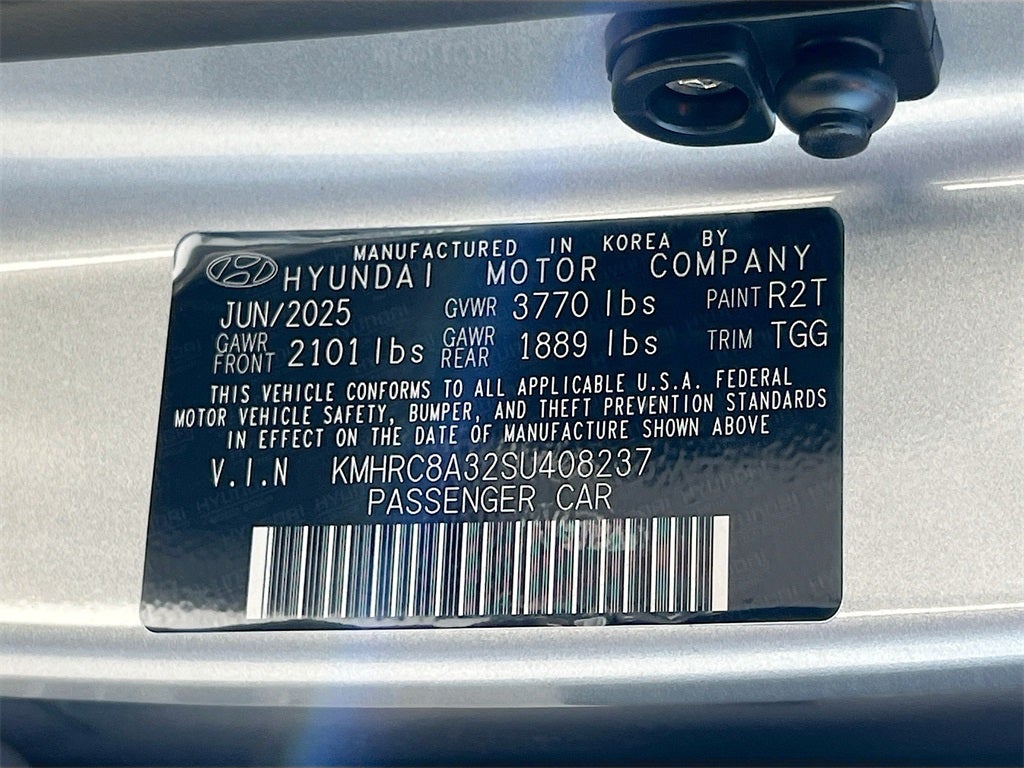 MANUFACTURED IN KOREA BY
HYUNDAI MOTOR COMPANY
JUN/2025 GVWR 3770 lbs PAINT R2T
GAWR FRONT 2101 lbs GAWR REAR 1889 lbs TRIM TGG
THIS VEHICLE CONFORMS TO ALL APPLICABLE U.S.A. FEDERAL
MOTOR VEHICLE SAFETY, BUMPER, AND THEFT PREVENTION STANDARDS
IN EFFECT ON THE DATE OF MANUFACTURE SHOWN ABOVE
V.I.N KMHRC8A32SU408237
PASSENGER CAR